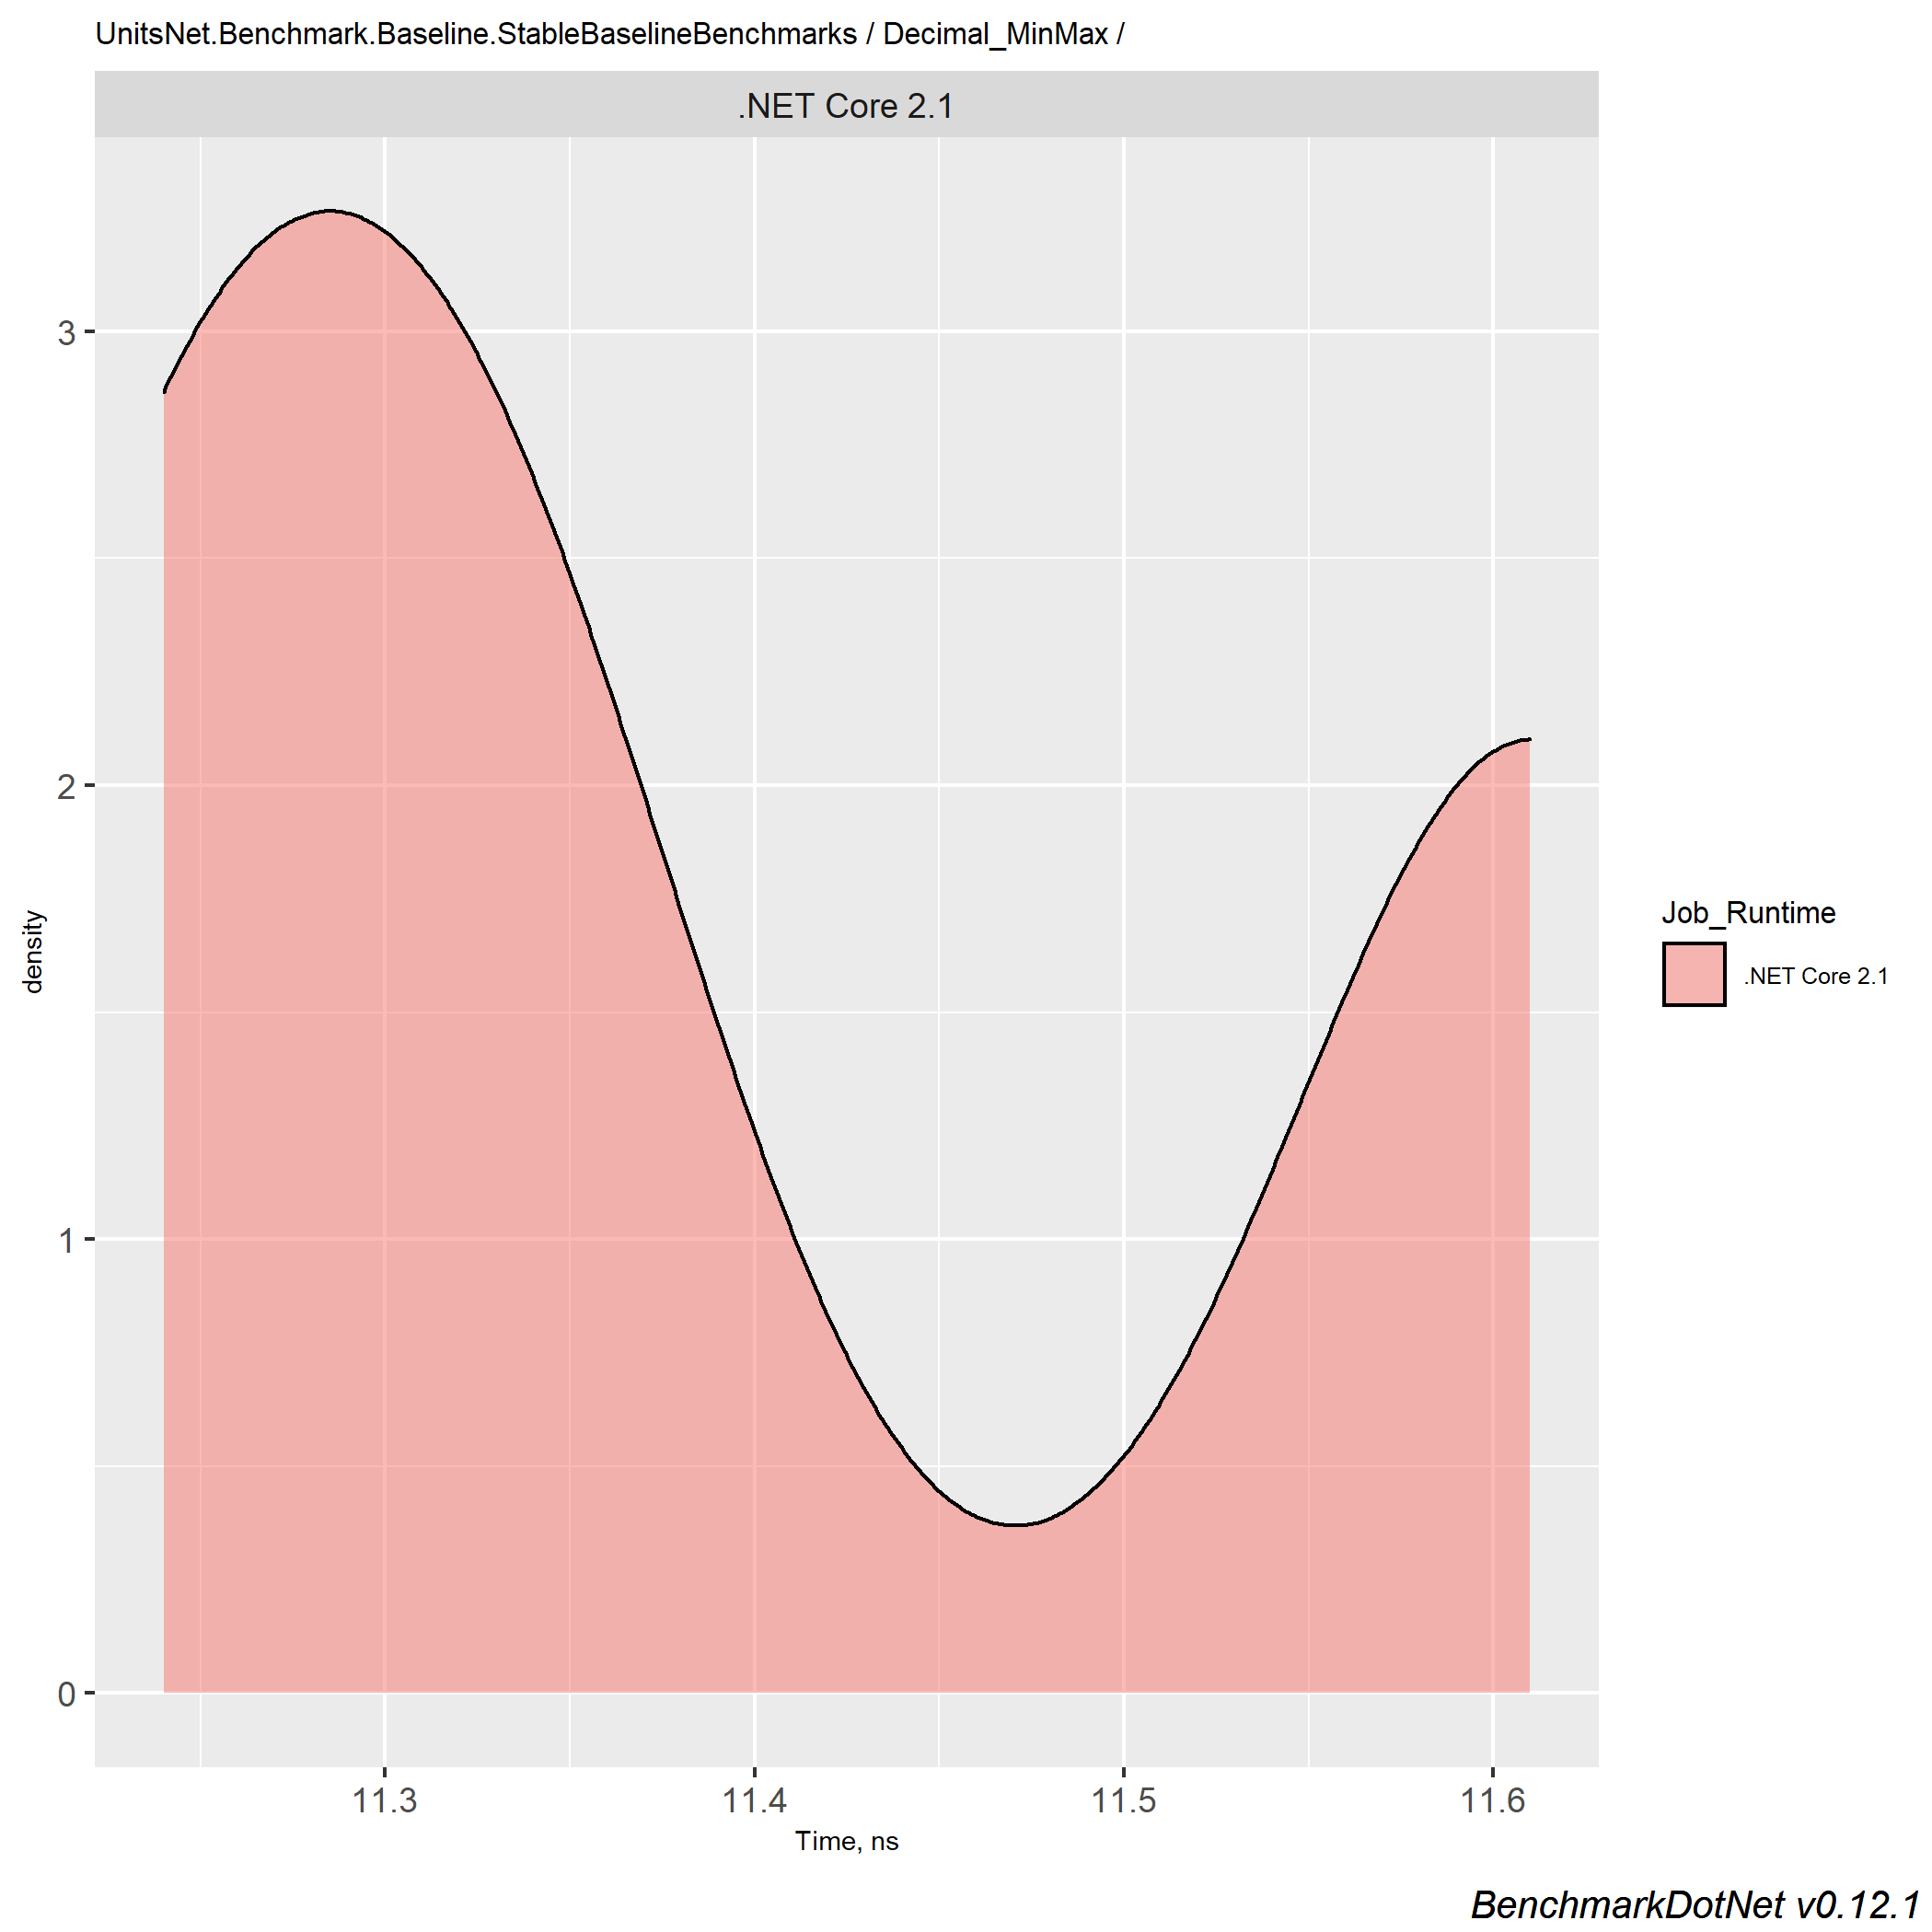 UnitsNet.Benchmark.Baseline.StableBaselineBenchmarks / Decimal_MinMax /
.NET Core 2.1
3
2
1
0
density
11.3 11.4 11.5 11.6
Time, ns
Job_Runtime
.NET Core 2.1
BenchmarkDotNet v0.12.1